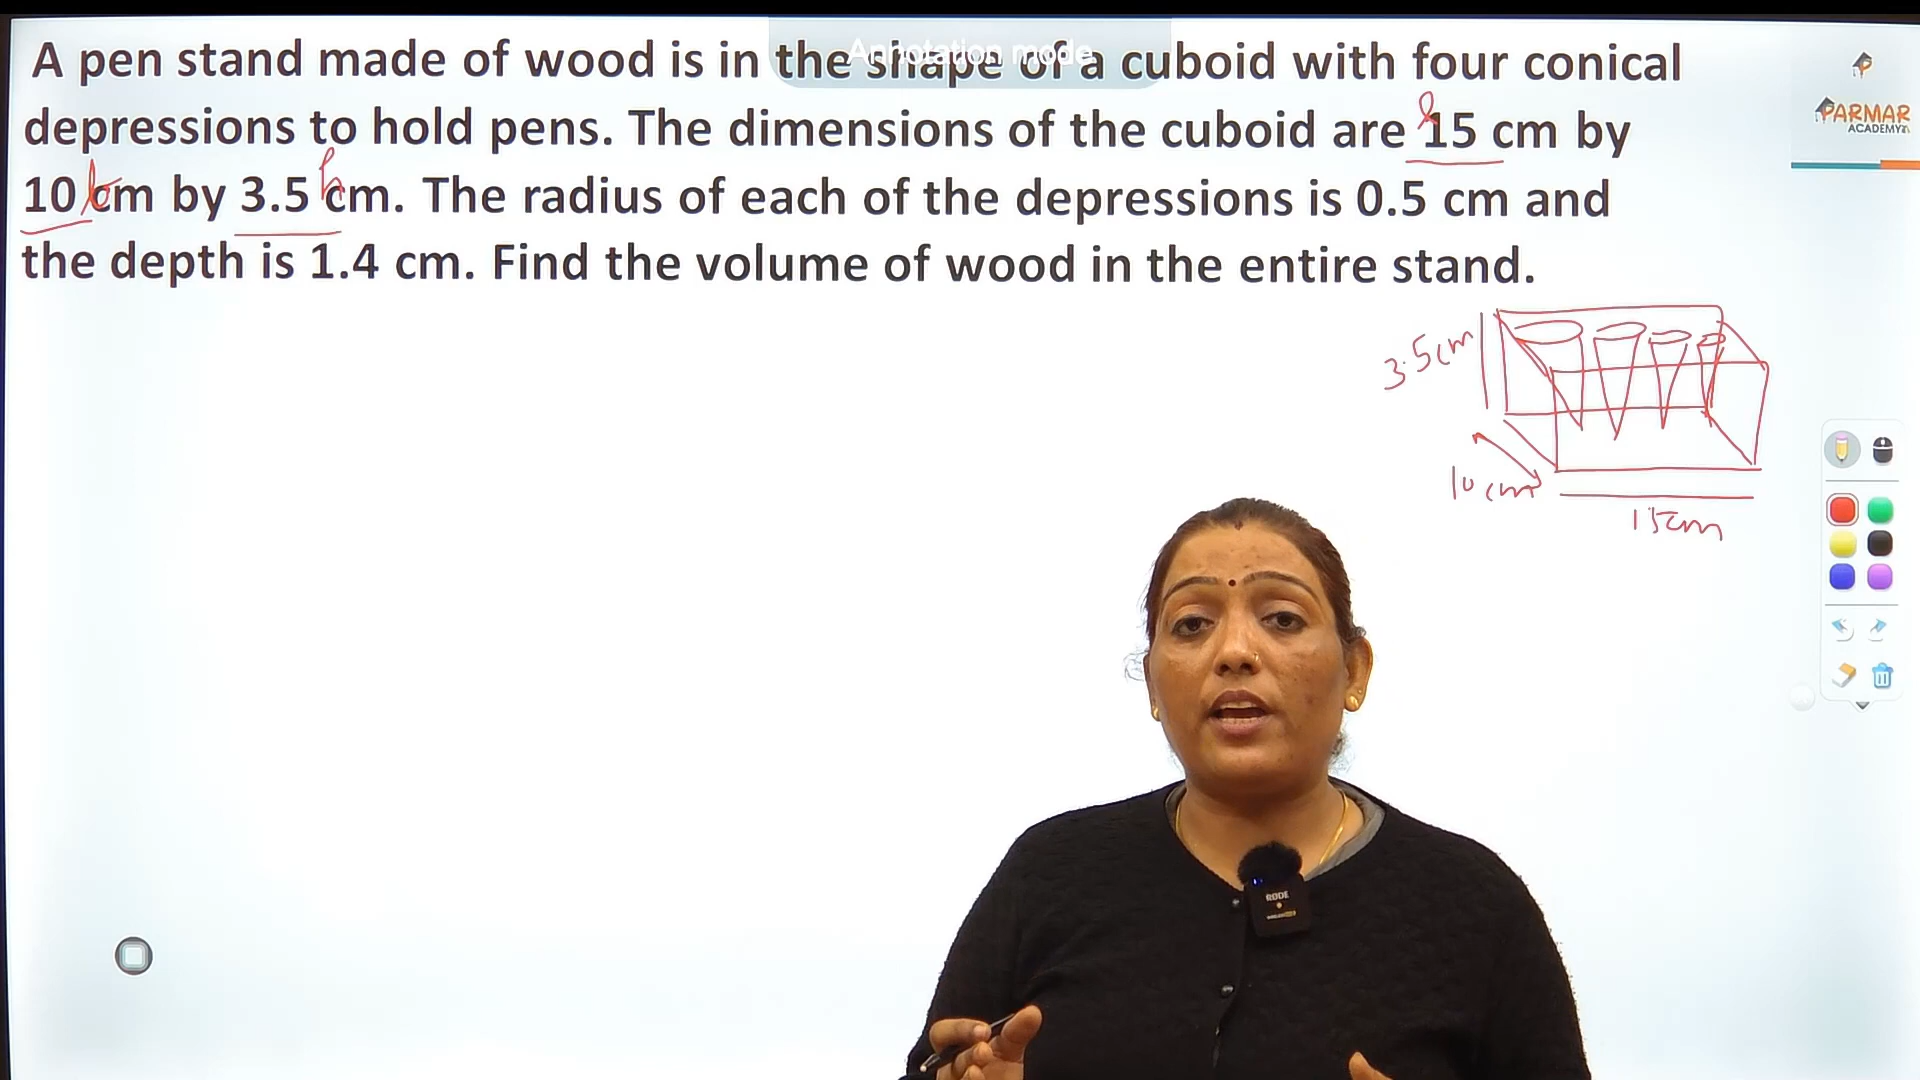 Annotation mode
A pen stand made of wood is in the shape of a cuboid with four conical
depressions to hold pens. The dimensions of the cuboid are 15 cm by
10 cm by 3.5 cm. The radius of each of the depressions is 0.5 cm and
the depth is 1.4 cm. Find the volume of wood in the entire stand.
PARMAR
ACADEMY
l
b
h
3.5cm
10 cm
15cm
RODE